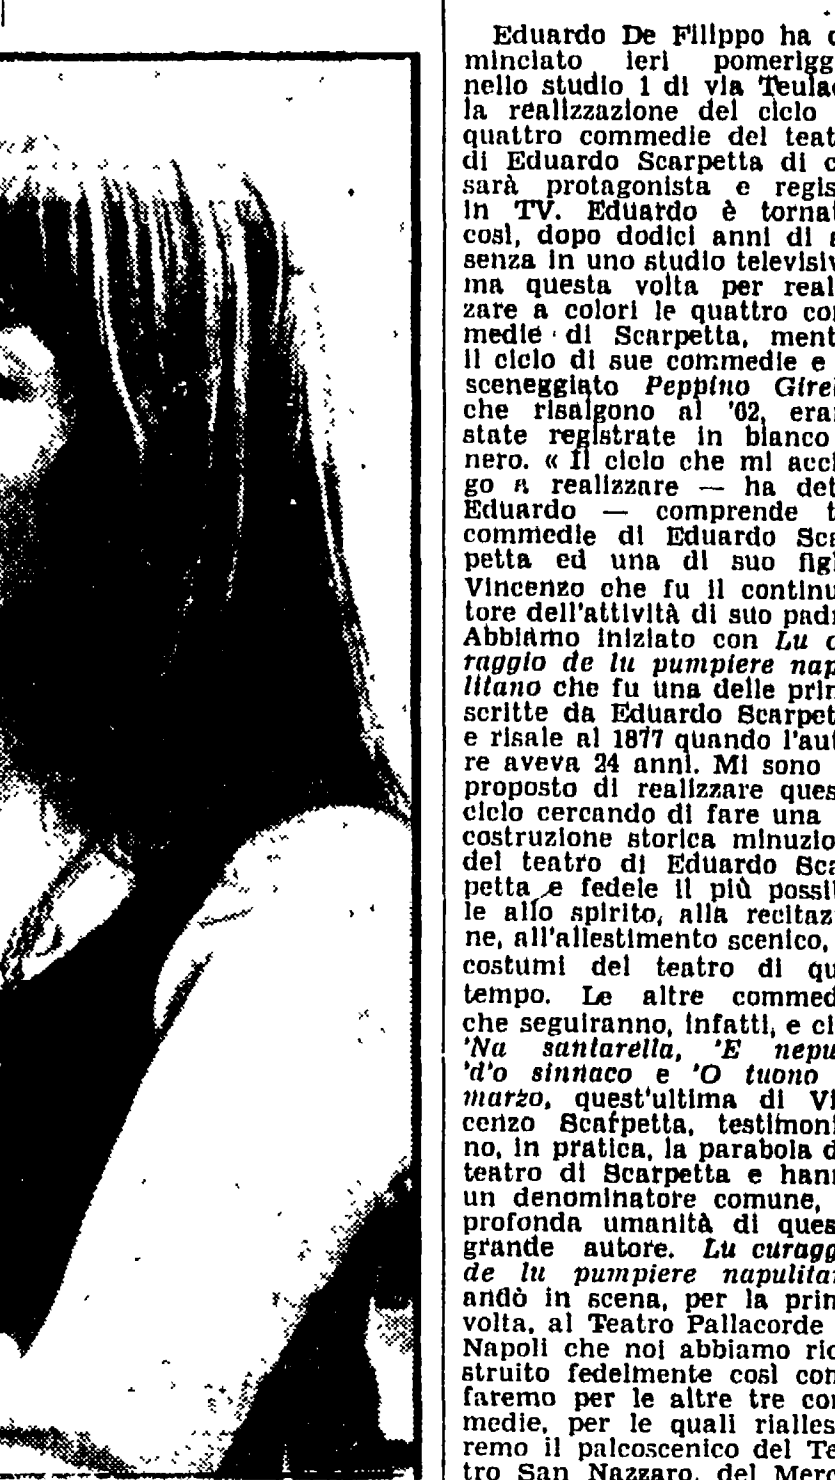 Eduardo De Filippo ha c
minciato ieri pomerigg
nello studio 1 di via Teula
la realizzazione del ciclo
quattro commedie del teat
di Eduardo Scarpetta di c
sarà protagonista e regis
in TV. Eduardo è torna
così, dopo dodici anni di a
senza in uno studio televisiv
ma questa volta per real
zare a colori le quattro co
medie di Scarpetta, ment
il ciclo di sue commedie e
sceneggiato Peppino Gire
che risalgono al '62, era
state registrate in bianco
nero. « Il ciclo che mi acci
go a realizzare — ha det
Eduardo — comprende t
commedie di Eduardo Sca
petta ed una di suo figl
Vincenzo che fu il continu
tore dell'attività di suo padr
Abbiamo iniziato con Lu c
raggio de lu pumpiere nap
litano che fu una delle prin
scritte da Eduardo Scarpet
e risale al 1877 quando l'aut
re aveva 24 anni. Mi sono
proposto di realizzare ques
ciclo cercando di fare una
costruzione storica minuzio
del teatro di Eduardo Sca
petta e fedele il più possi
le allo spirito, alla recitaz
ne, all'allestimento scenico,
costumi del teatro di qu
tempo. Le altre commed
che seguiranno, infatti, e ci
'Na santarella, 'E nepu
'd'o sinnaco e 'O tuono
marzo, quest'ultima di Vi
cenzo Scarpetta, testimoni
no, in pratica, la parabola d
teatro di Scarpetta e hann
un denominatore comune,
profonda umanità di ques
grande autore. Lu curagg
de lu pumpiere napulita
andò in scena, per la prin
volta, al Teatro Pallacorde
Napoli che noi abbiamo ric
struito fedelmente così con
faremo per le altre tre co
medie, per le quali rialles
remo il palcoscenico del Te
tro San Nazzaro, del Mer